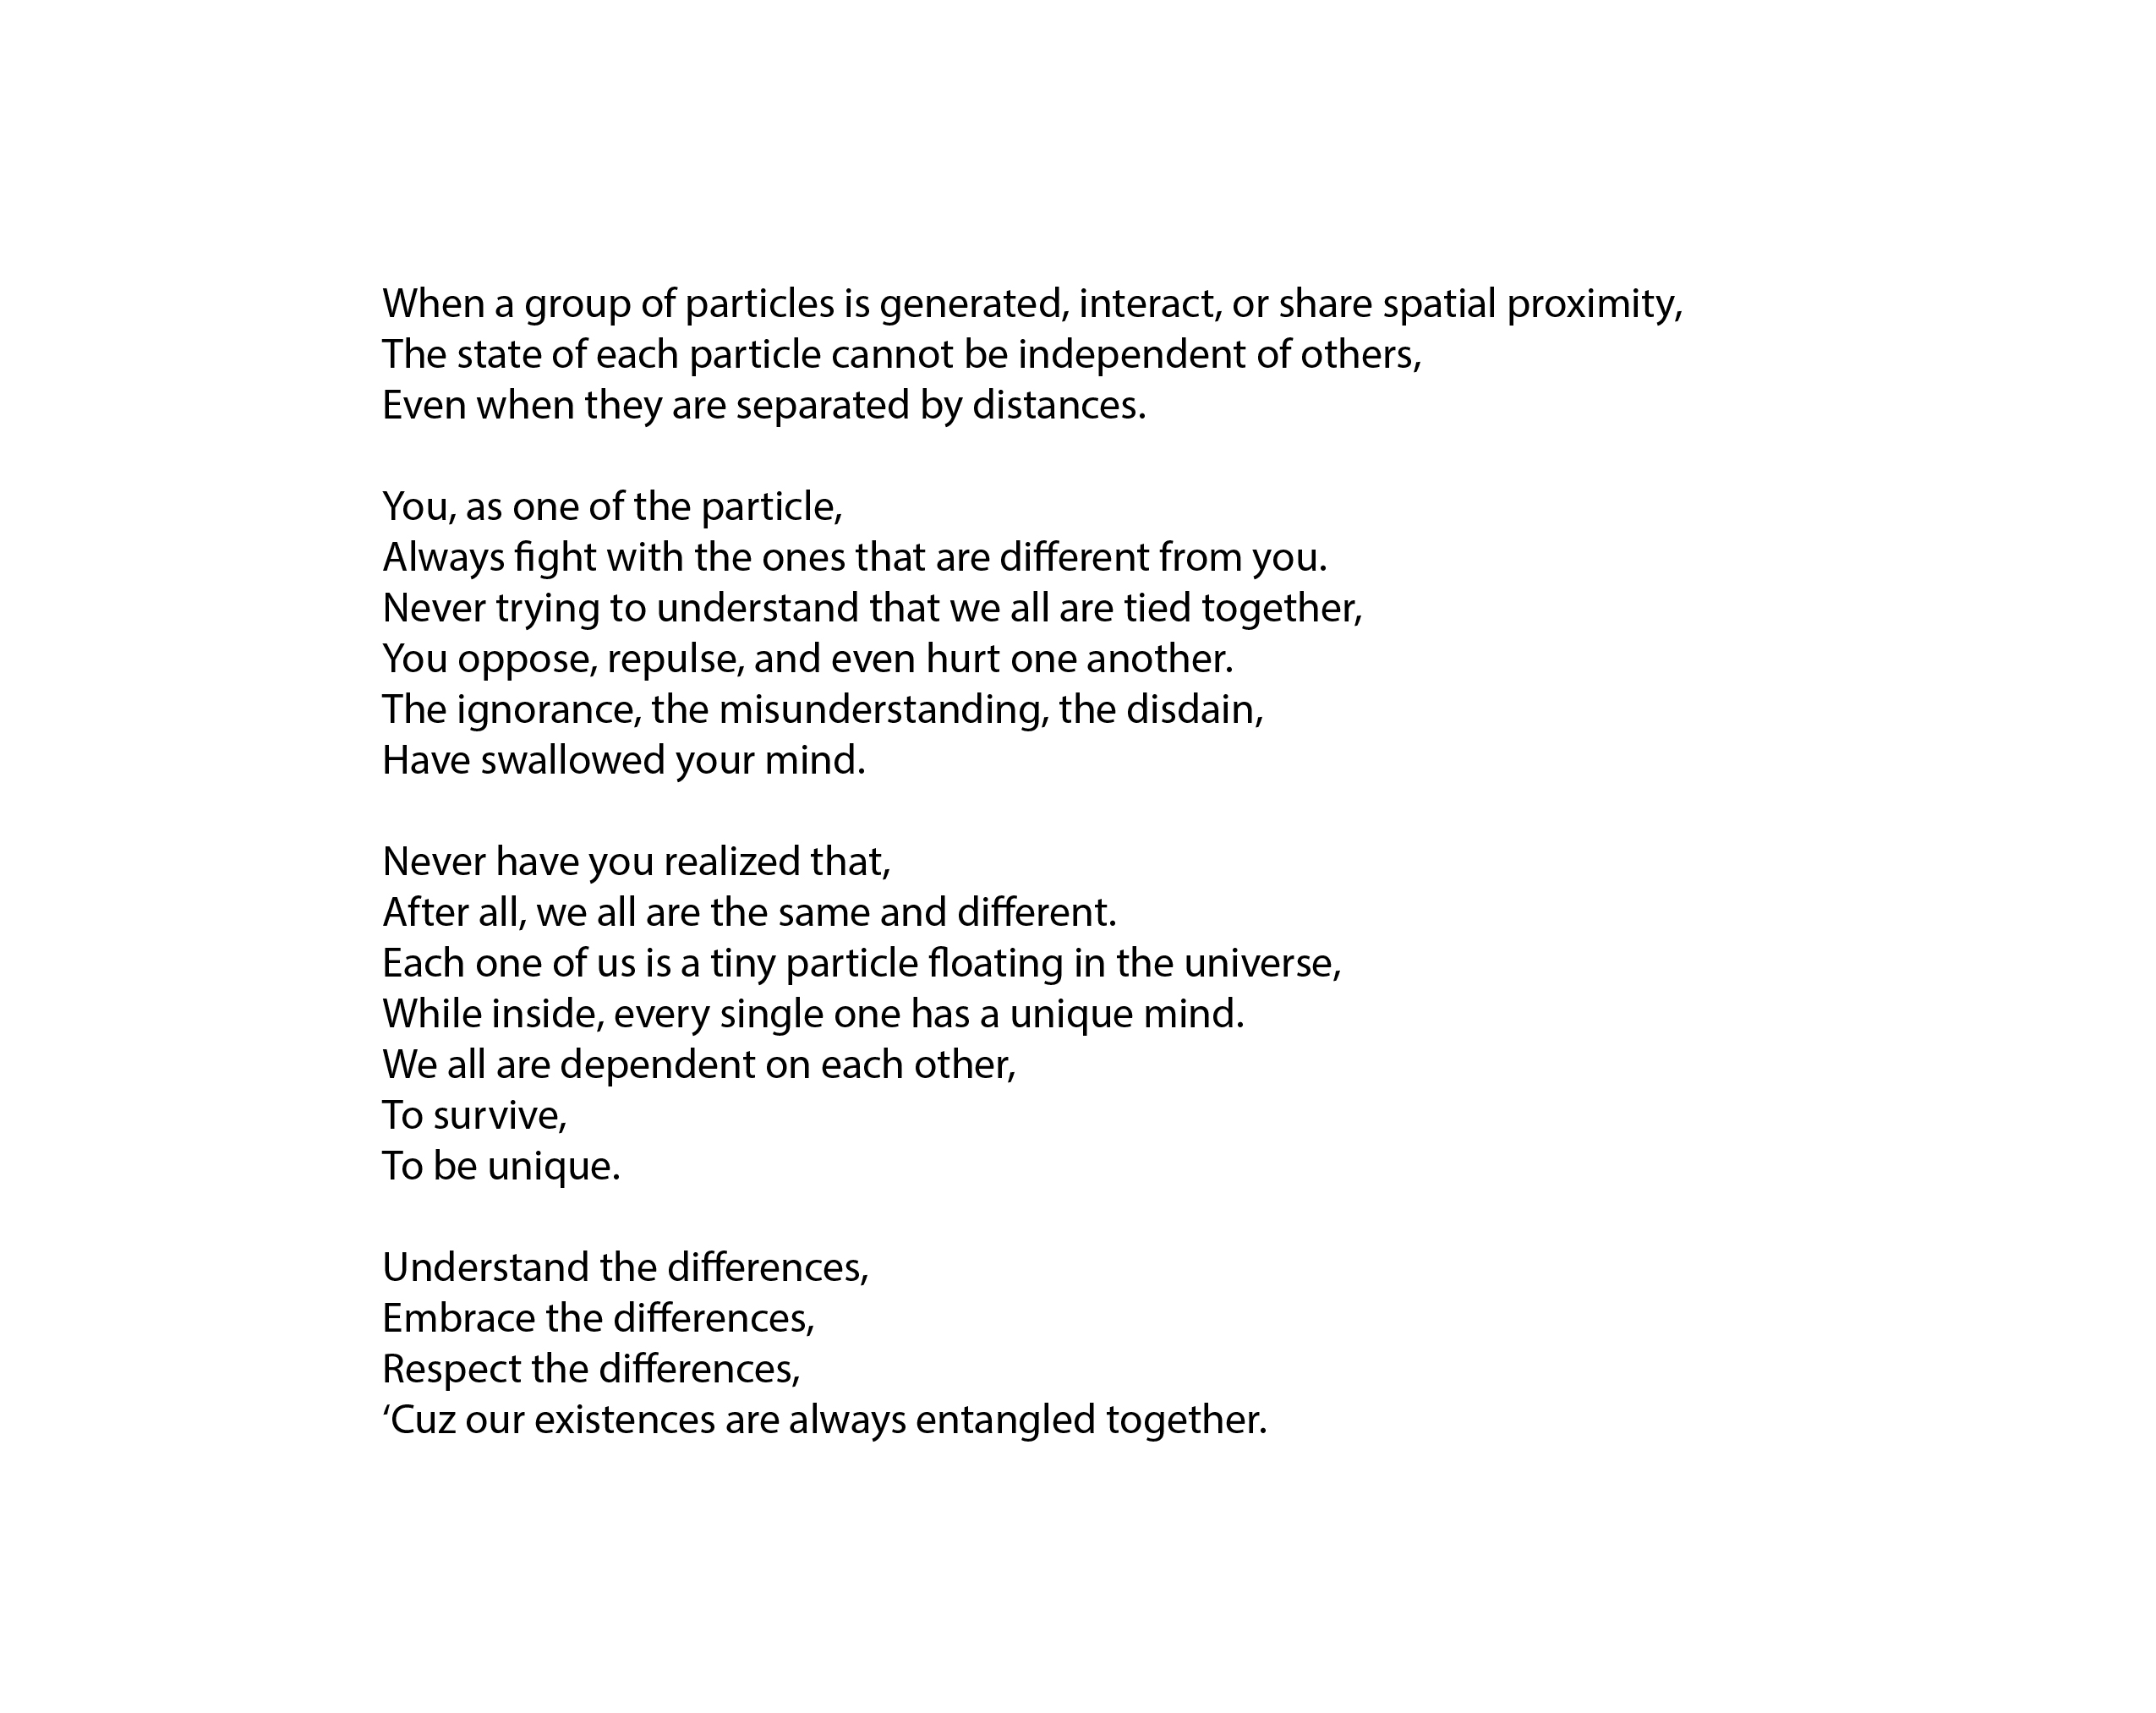 When a group of particles is generated, interact, or share spatial proximity,
The state of each particle cannot be independent of others,
Even when they are separated by distances.
You, as one of the particle,
Always fight with the ones that are different from you.
Never trying to understand that we all are tied together,
You oppose, repulse, and even hurt one another.
The ignorance, the misunderstanding, the disdain,
Have swallowed your mind.
Never have you realized that,
After all, we all are the same and different.
Each one of us is a tiny particle floating in the universe,
While inside, every single one has a unique mind.
We all are dependent on each other,
To survive,
To be unique.
Understand the differences,
Embrace the differences,
Respect the differences,
‘Cuz our existences are always entangled together.